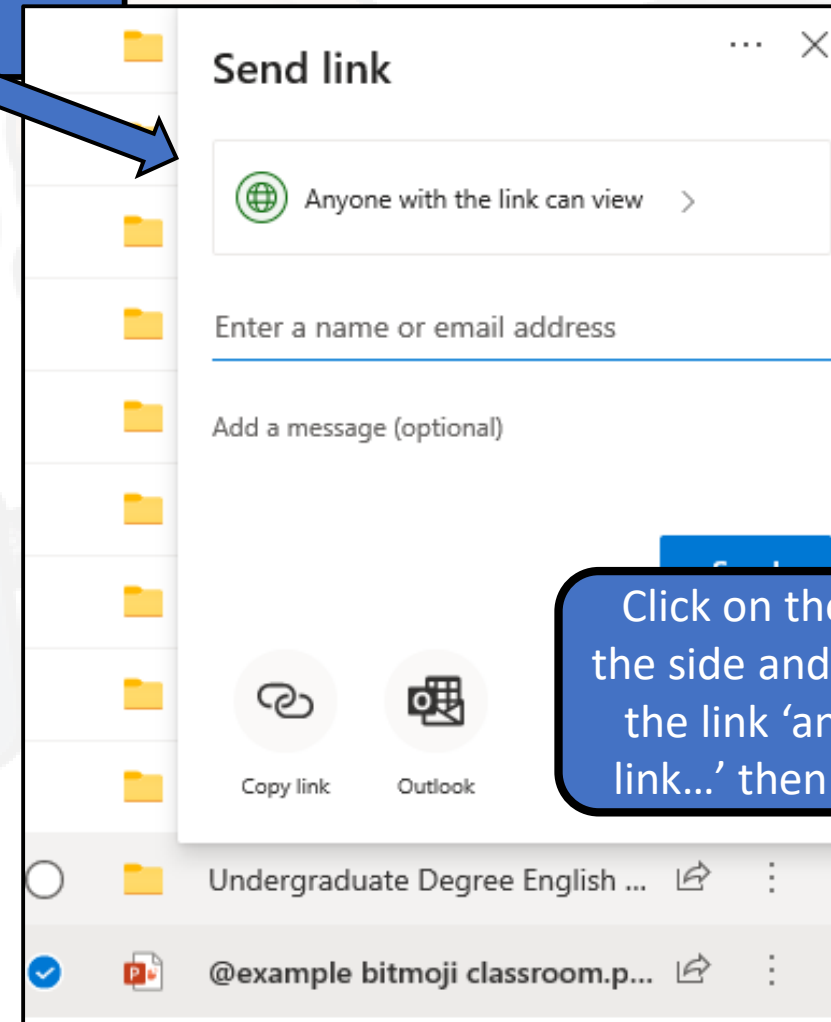 Send link
Anyone with the link can view
Enter a name or email address
Add a message (optional)
Click on the
the side and
the link ‘an
link...’ then
Copy link
Outlook
Undergraduate Degree English ...
@example bitmoji classroom.p...